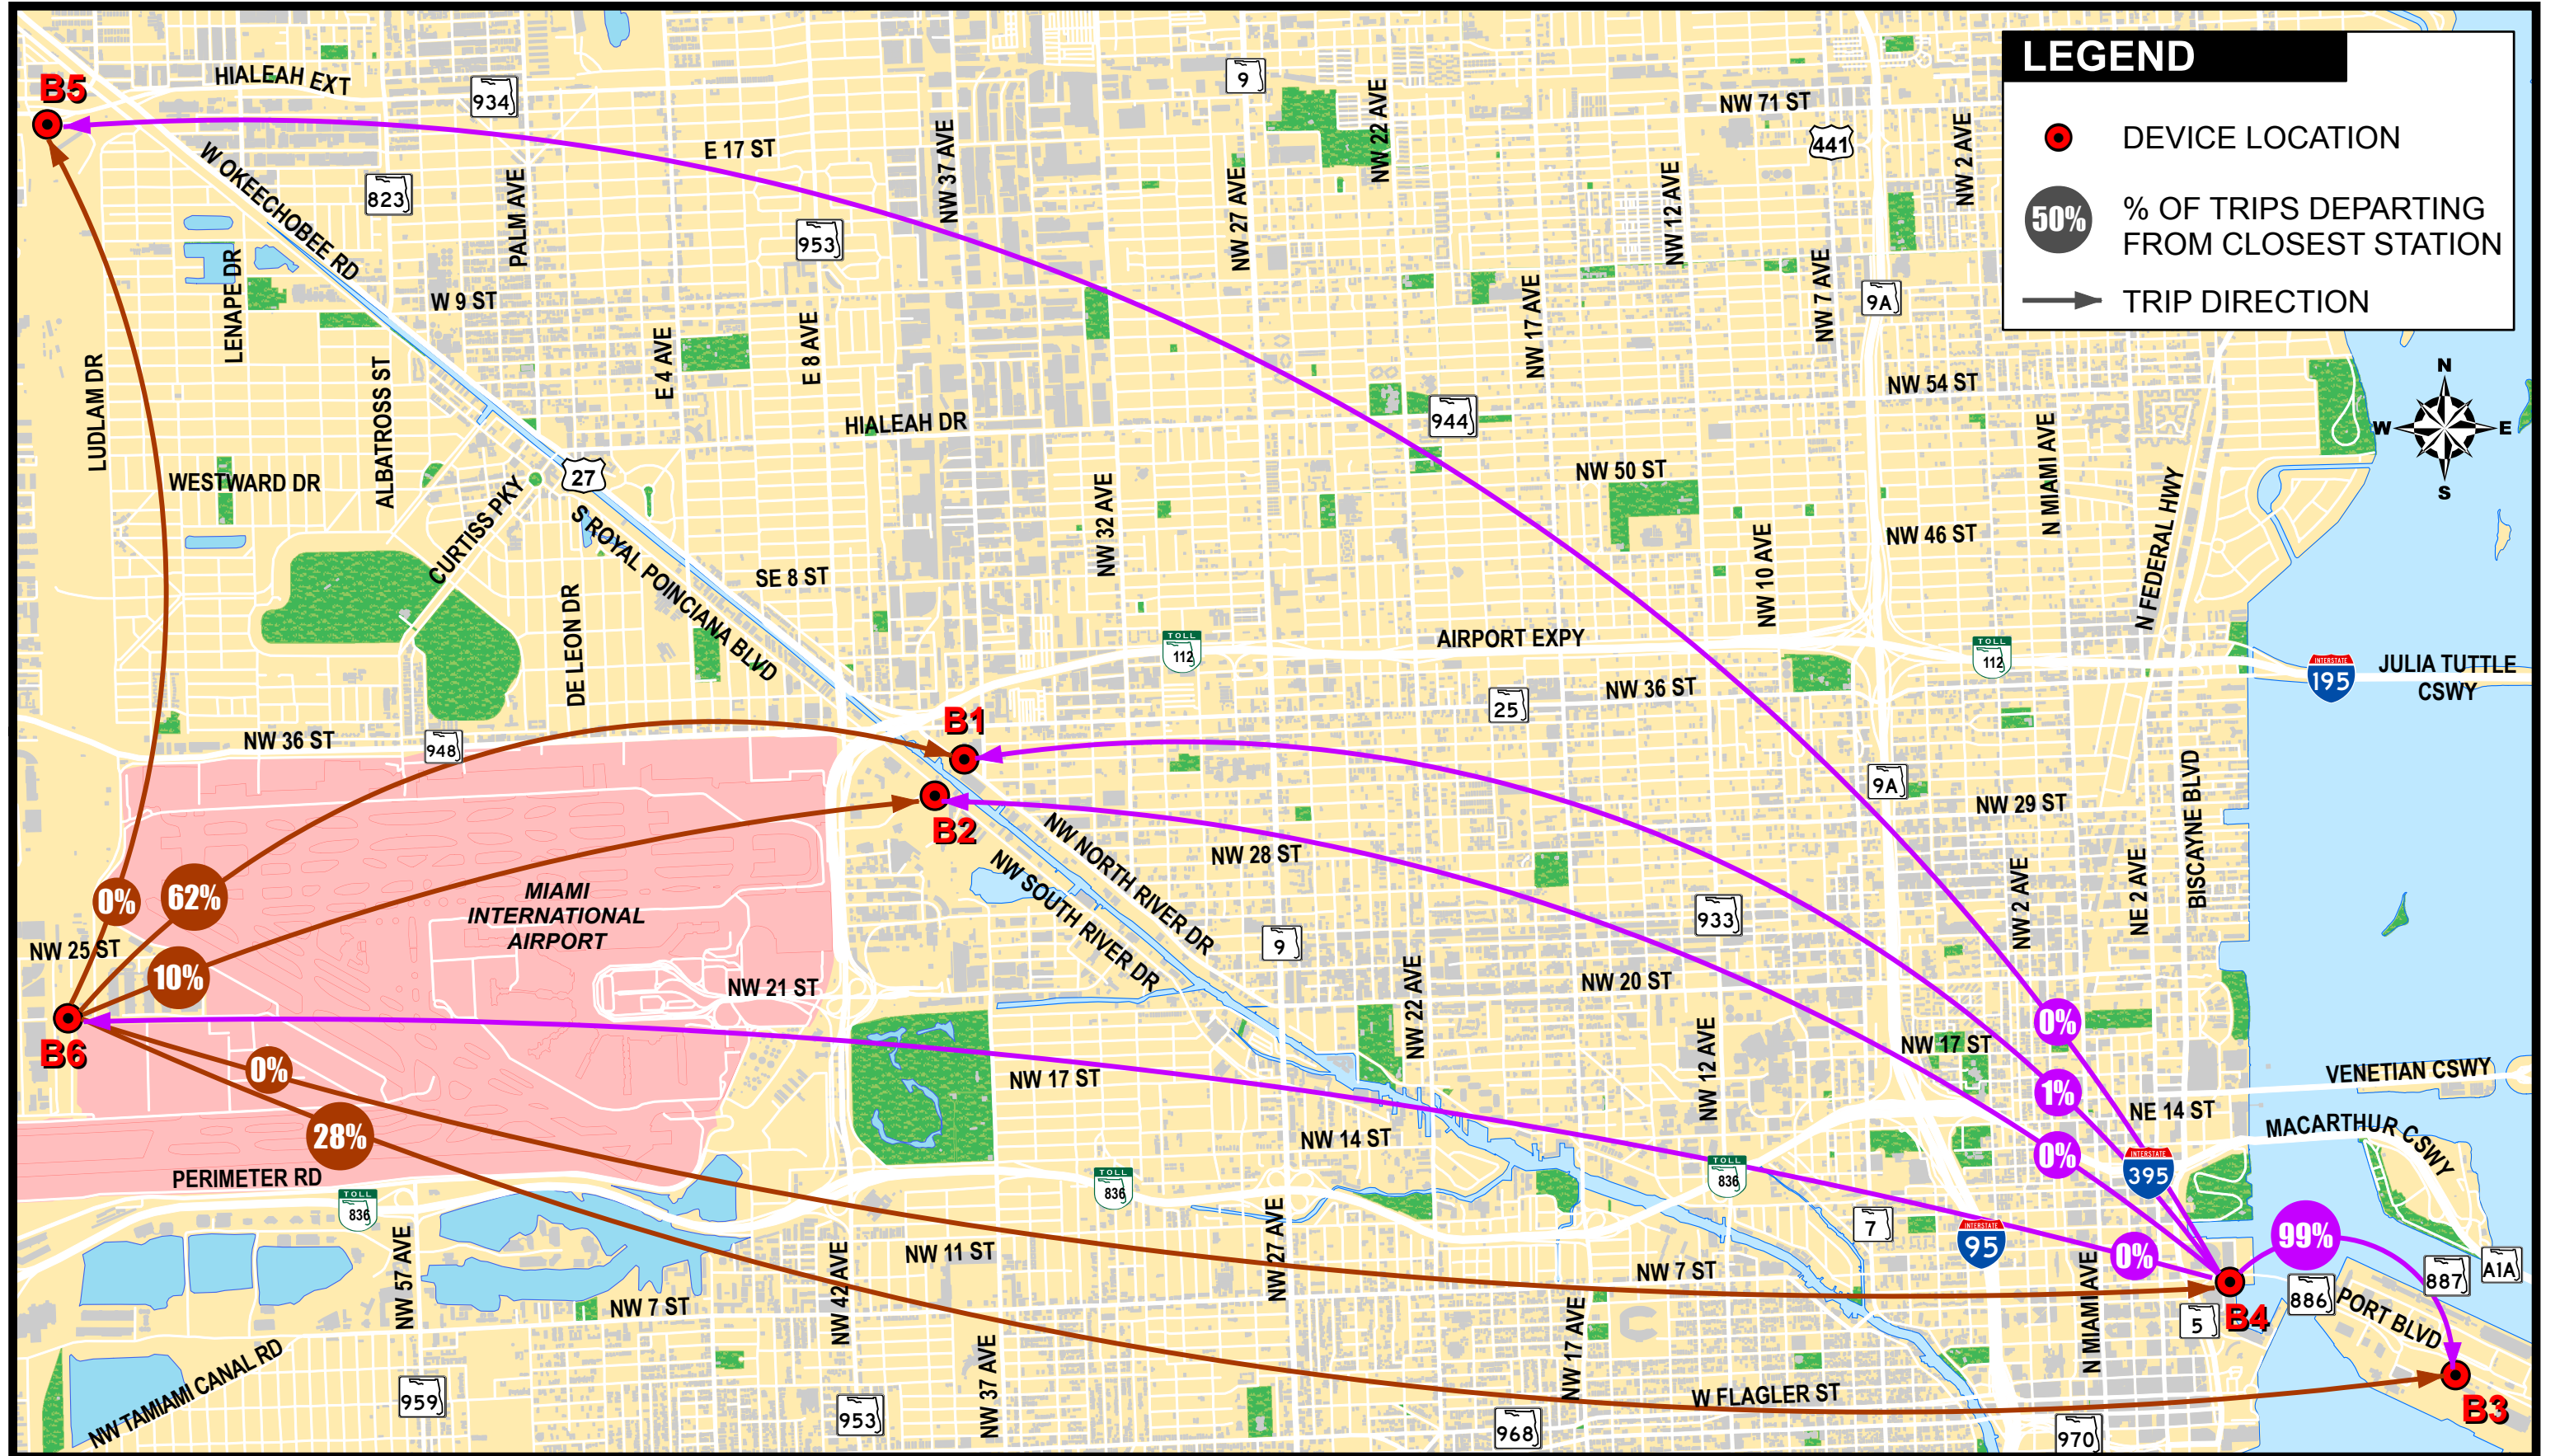 LEGEND
DEVICE LOCATION
50%
% OF TRIPS DEPARTING
FROM CLOSEST STATION
TRIP DIRECTION
N
W
E
S
B5
HIALEAH EXT
934
9
NW 71 ST
441
NW 2 AVE
E 17 ST
NW 37 AVE
NW 22 AVE
W OKEECHOBEE RD
823
PALM AVE
953
NW 27 AVE
NW 12 AVE
LENAPE DR
W 9 ST
E 4 AVE
E 8 AVE
NW 17 AVE
NW 7 AVE
9A
LUDLAM DR
ALBATROSS ST
HIALEAH DR
944
NW 54 ST
N MIAMI AVE
WESTWARD DR
27
NW 50 ST
CURTISS PKY
S ROYAL POINCIANA BLVD
NW 32 AVE
NW 10 AVE
NW 46 ST
N FEDERAL HWY
SE 8 ST
DE LEON DR
TOLL
112
AIRPORT EXPY
TOLL
112
INTERSTATE
195
JULIA TUTTLE
CSWY
NW 36 ST
25
NW 36 ST
948
B1
B2
9A
NW 29 ST
BISCAYNE BLVD
NW NORTH RIVER DR
NW 28 ST
NW SOUTH RIVER DR
NW 2 AVE
NE 2 AVE
0%
62%
MIAMI
INTERNATIONAL
AIRPORT
933
9
NW 25 ST
10%
NW 21 ST
NW 20 ST
NW 22 AVE
B6
0%
NW 17 ST
NW 12 AVE
NW 17 ST
0%
VENETIAN CSWY
1%
NE 14 ST
28%
NW 14 ST
MACARTHUR CSWY
0%
PERIMETER RD
TOLL
836
TOLL
836
TOLL
836
INTERSTATE
395
7
INTERSTATE
95
NW 57 AVE
NW 42 AVE
NW 11 ST
NW 27 AVE
NW 7 ST
0%
99%
887
A1A
N MIAMI AVE
886
PORT BLVD
B4
5
NW 7 ST
NW 17 AVE
NW TAMIAMI CANAL RD
959
953
NW 37 AVE
968
W FLAGLER ST
970
B3